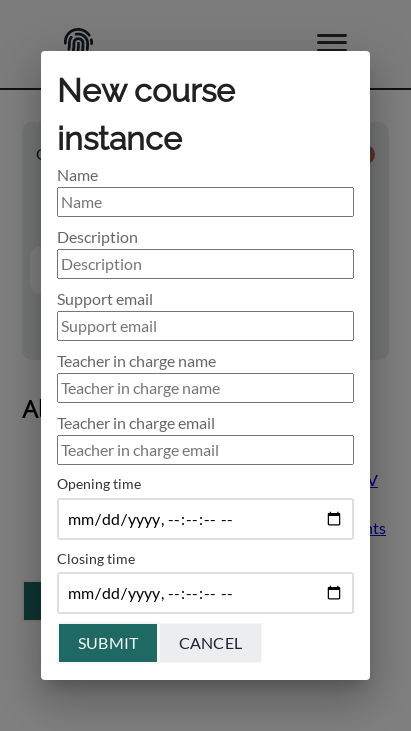 New course
instance
Name
Name
Description
Description
Support email
Support email
Teacher in charge name
Teacher in charge name
Teacher in charge email
Teacher in charge email
Opening time
mm/dd/yyyy, --:--:-- --
Closing time
mm/dd/yyyy, --:--:-- --
SUBMIT CANCEL